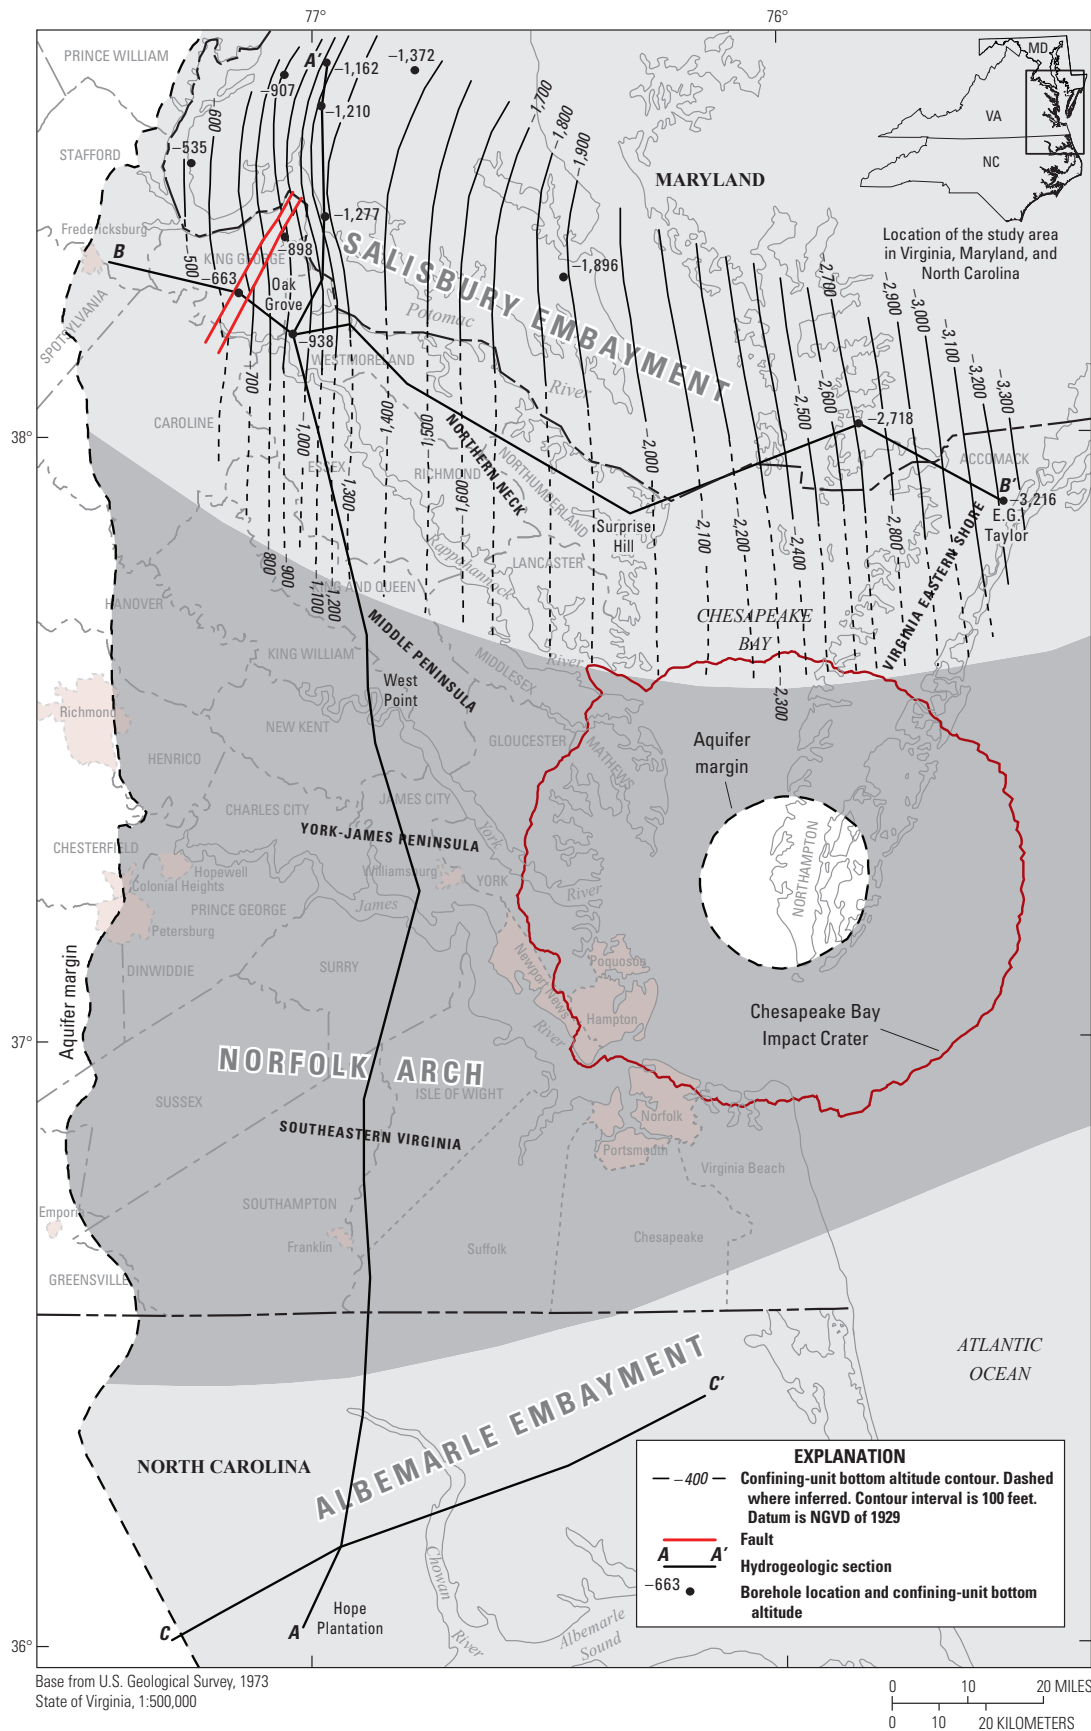 77°
76°
PRINCE WILLIAM
A'
−1,372
−1,162
−907
−1,210
−600
−1,700
−1,800
−1,900
MD
VA
NC
−535
STAFFORD
MARYLAND
Location of the study area
in Virginia, Maryland, and
North Carolina
Fredericksburg
B
−1,277
−898
KING GEORGE
−500
−663
Oak
Grove
SALISBURY EMBAYMENT
−1,896
−2,700
−2,900
−3,000
−3,100
−3,200
−3,300
SPOTSYLVANIA
−938
Potomac
River
WESTMORELAND
−700
−1,400
−1,500
−2,600
−2,500
−2,718
CAROLINE
38°
−1,000
ESSEX
−1,300
RICHMOND
NORTHERN NECK
NORTHUMBERLAND
−1,600
−2,000
ACCOMACK
B'
−3,216
E.G.
Taylor
Surprise
Hill
−2,100
−2,200
−2,400
−2,800
Rappahannock
River
LANCASTER
−800
−900
−1,100
−1,200
KING AND QUEEN
HANOVER
CHESAPEAKE
BAY
VIRGINIA EASTERN SHORE
KING WILLIAM
MIDDLE PENINSULA
MIDDLESEX
−2,300
West
Point
Richmond
NEW KENT
GLOUCESTER
MATHEWS
HENRICO
Aquifer
margin
CHARLES CITY
JAMES CITY
YORK-JAMES PENINSULA
York
River
CHESTERFIELD
Hopewell
Colonial Heights
Williamsburg
YORK
NORTHAMPTON
PRINCE GEORGE
James
River
Petersburg
Aquifer margin
DINWIDDIE
SURRY
Newport News
Poquoson
Hampton
Chesapeake Bay
Impact Crater
37°
NORFOLK ARCH
ISLE OF WIGHT
SUSSEX
Norfolk
SOUTHEASTERN VIRGINIA
Portsmouth
Virginia Beach
SOUTHAMPTON
Empori
Franklin
Suffolk
Chesapeake
GREENSVILLE
ATLANTIC
OCEAN
C'
ALBEMARLE EMBAYMENT
NORTH CAROLINA
Chowan
River
Albemarle
Sound
Hope
Plantation
C
A
36°
EXPLANATION
−400 Confining-unit bottom altitude contour. Dashed
where inferred. Contour interval is 100 feet.
Datum is NGVD of 1929
Fault
A A' Hydrogeologic section
−663 Borehole location and confining-unit bottom
altitude
Base from U.S. Geological Survey, 1973
State of Virginia, 1:500,000
0 10 20 MILES
0 10 20 KILOMETERS